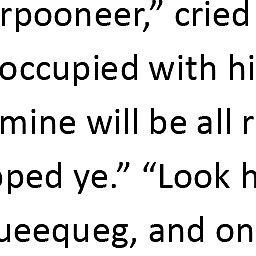 rpooneer,” cried
occupied with hi
mine will be all r
pped ye.” “Look h
ueequeg, and on